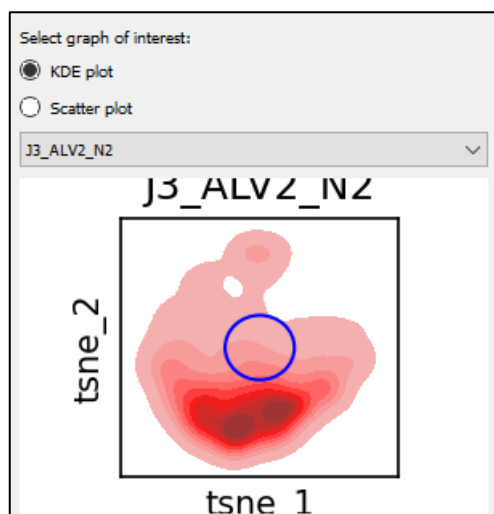 Select graph of interest:
KDE plot
Scatter plot
J3_ALV2_N2
J3_ALV2_N2
tsne_2
tsne_1